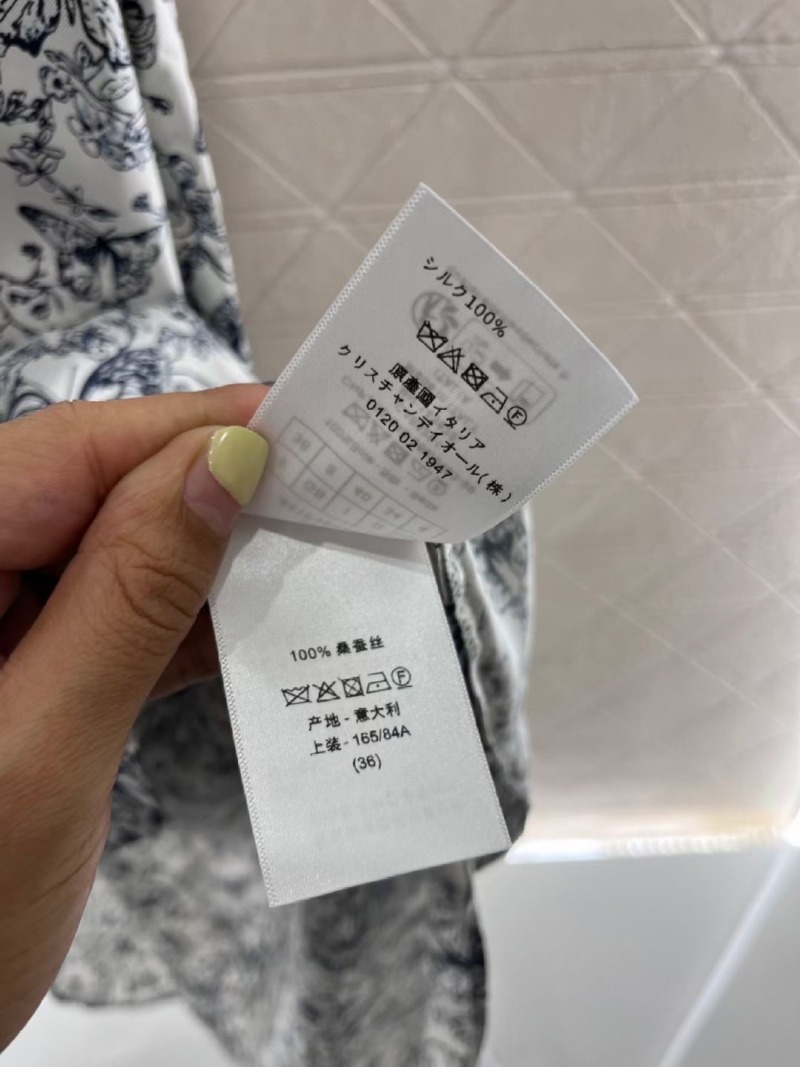 シルク100%
原産國イタリア
クリスチャンデイオール(株)
0120 02 1947
100% 桑蚕丝
产地 - 意大利
上装 - 165/84A
(36)